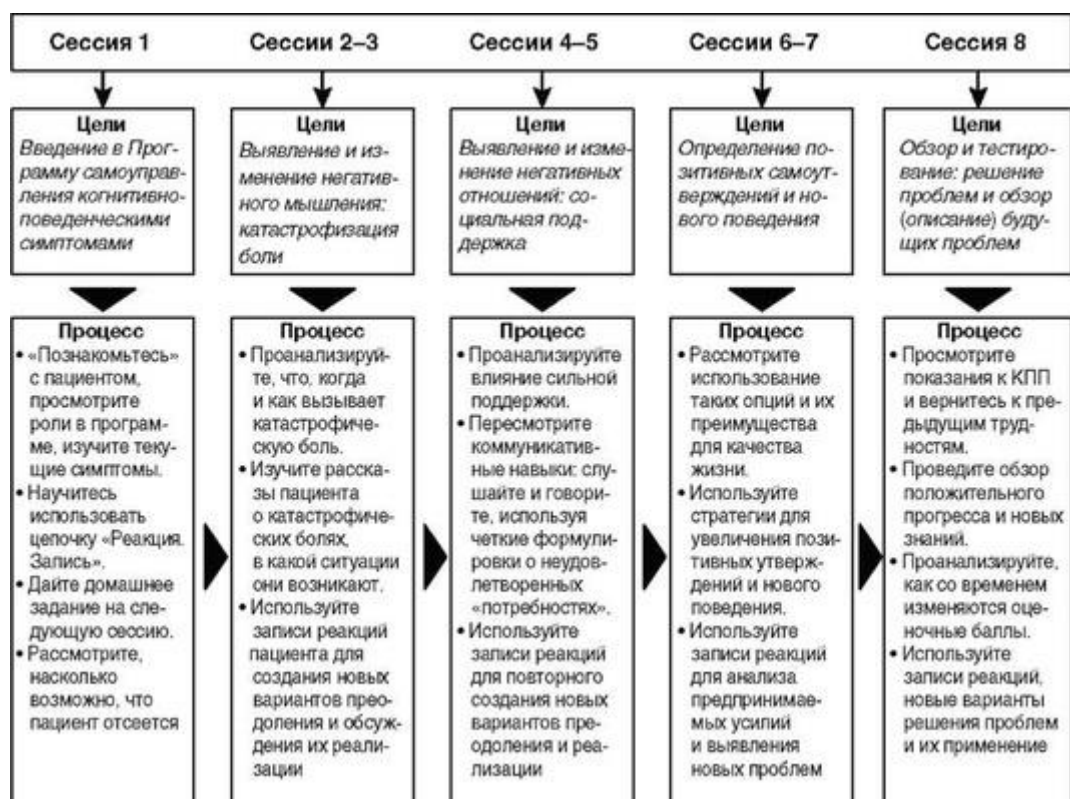 Сессия 1
Сессии 2–3
Сессии 4–5
Сессии 6–7
Сессия 8
Цели
Введение в Прог-
рамму самоуправ-
ления когнитивно-
поведенческими
симптомами
Цели
Выявление и из-
менение негатив-
ного мышления:
катастрофизация
боли
Цели
Выявление и изме-
нение негативных
отношений: со-
циальная под-
держка
Цели
Определение по-
зитивных самоут-
верждений и но-
вого поведения
Цели
Обзор и тестиро-
вание: решение
проблем и обзор
(описание) буду-
щих проблем
Процесс
• «Познакомьтесь»
с пациентом,
просмотрите
роли в програм-
ме, изучите теку-
щие симптомы.
• Научитесь
использовать
цепочку «Реакция.
Запись».
• Дайте домашнее
задание на сле-
дующую сессию.
• Рассмотрите,
насколько
возможно, что
пациент отсеется
Процесс
• Проанализируй-
те, что, когда
и как вызывает
катастрофиче-
скую боль.
• Изучите расска-
зы пациента
о катастрофиче-
ских болях,
в какой ситуации
они возникают.
• Используйте
записи реакций
пациента для
создания новых
вариантов прео-
доления и обсуж-
дения их реали-
зации
Процесс
• Проанализируйте
влияние сильной
поддержки.
• Пересмотрите
коммуникатив-
ные навыки: слу-
шайте и говори-
те, используя
четкие формули-
ровки о неудов-
летворенных
«потребностях».
• Используйте
записи реакций
для повторного
создания новых
вариантов пре-
одоления и реа-
лизации
Процесс
• Рассмотрите
использование
таких опций и их
преимущества
для качества
жизни.
• Используйте
стратегии для
увеличения пози-
тивных утверж-
дений и нового
поведения.
• Используйте
записи реакций
для анализа
предпринимае-
мых усилий
и выявления
новых проблем
Процесс
• Просмотрите
показания к КПП
и вернитесь к пре-
дыдущим труд-
ностям.
• Проведите обзор
положительного
прогресса и новых
знаний.
• Проанализируйте,
как со временем
изменяются оце-
ночные баллы.
• Используйте
записи реакций,
новые варианты
решения проблем
и их применение